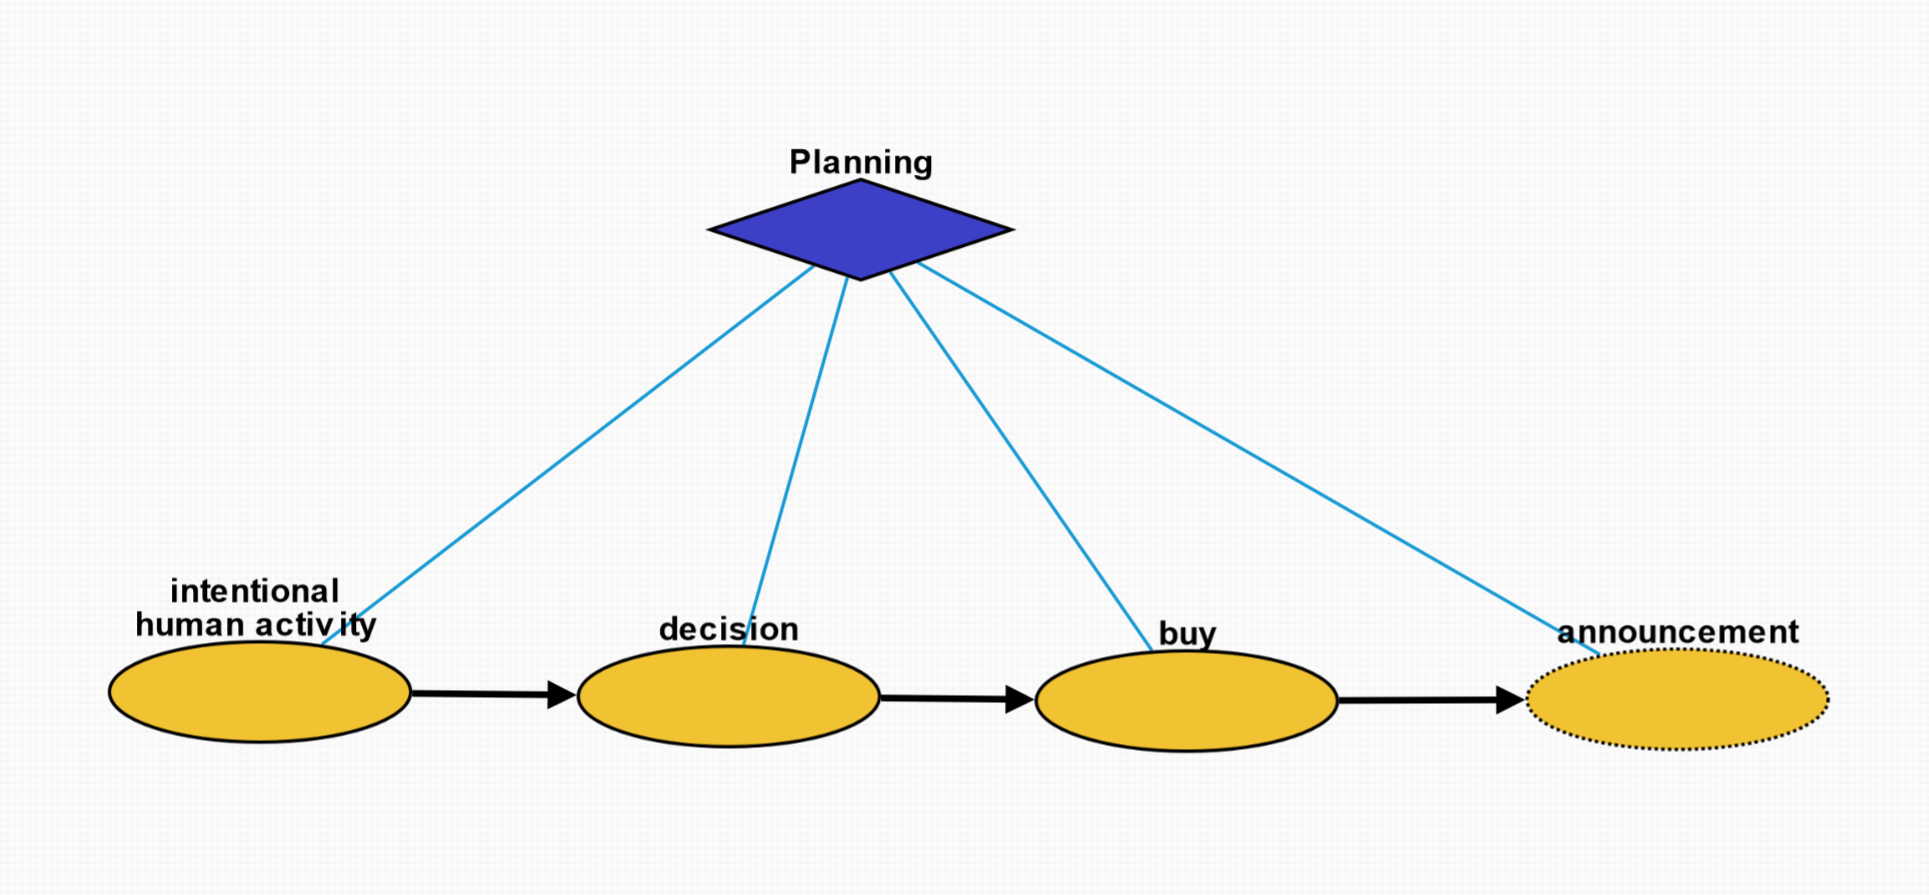 Planning
intentional
human activity
decision
buy
announcement